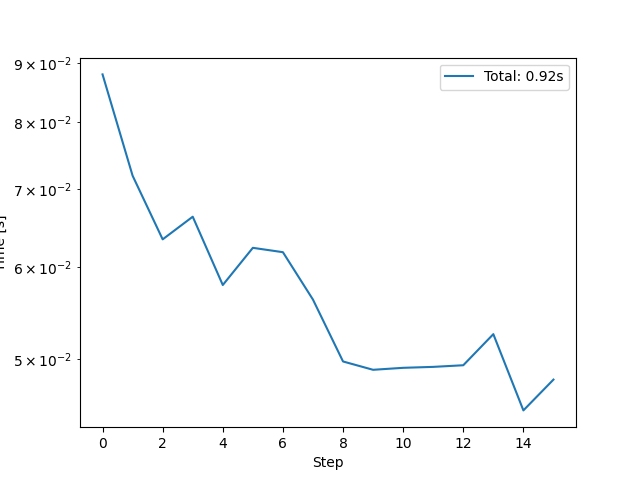 Total: 0.92s
9 × 10⁻²
8 × 10⁻²
7 × 10⁻²
6 × 10⁻²
5 × 10⁻²
[s]
0 2 4 6 8 10 12 14
Step